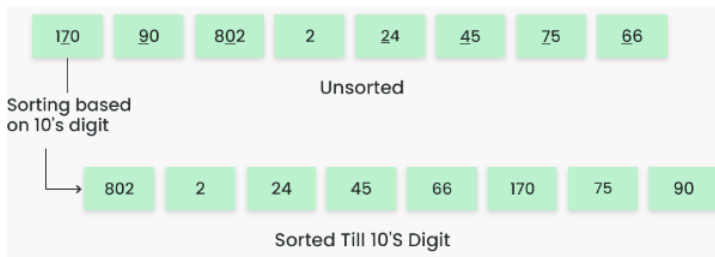 170 90 802 2 24 45 75 66
Unsorted
Sorting based
on 10's digit
802 2 24 45 66 170 75 90
Sorted Till 10'S Digit